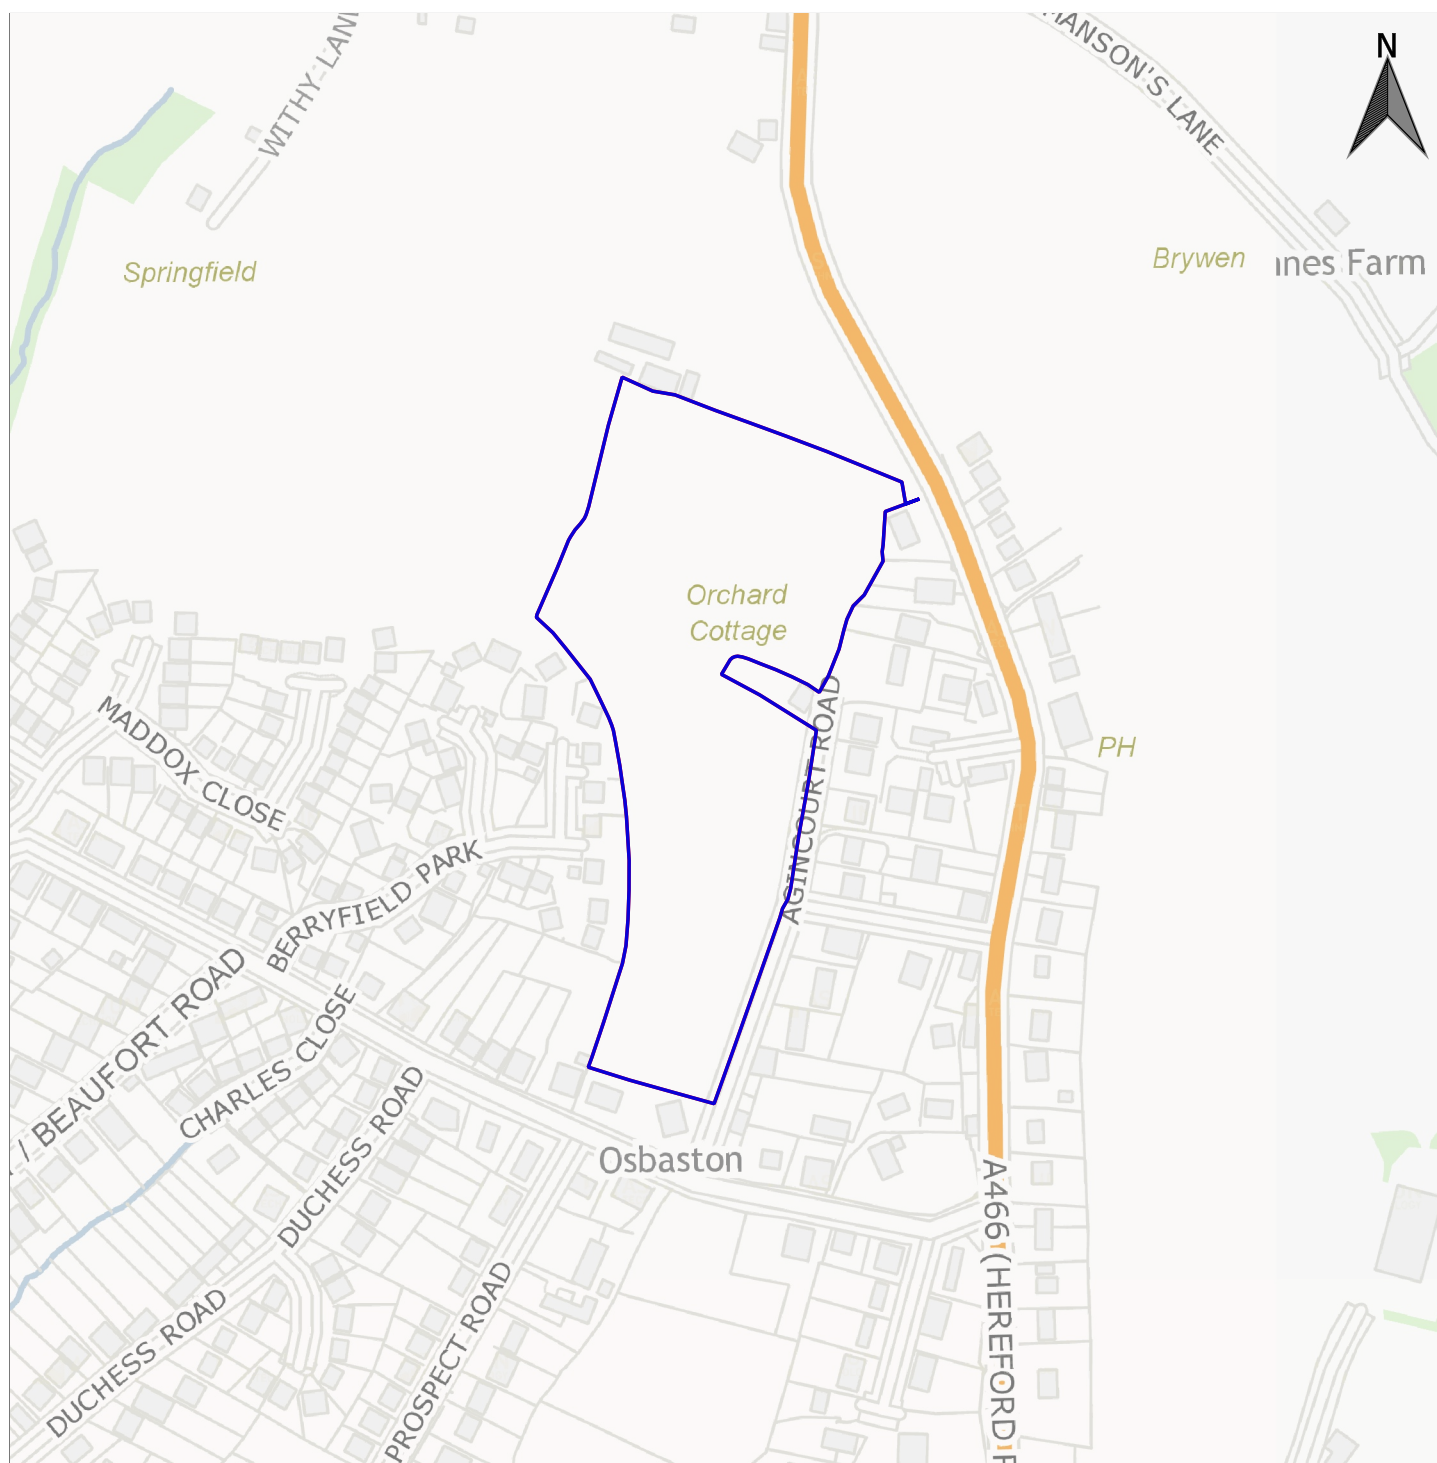 WITHY LANE
MANSON'S LANE
N
Springfield
Brywen
nes Farm
Orchard
Cottage
MADDOX CLOSE
AGINCOURT ROAD
PH
BERRYFIELD PARK
/ BEAUFORT ROAD
CHARLES CLOSE
DUCHESS ROAD
Osbaston
A466 (HEREFORD
DUCHESS ROAD
PROSPECT ROAD